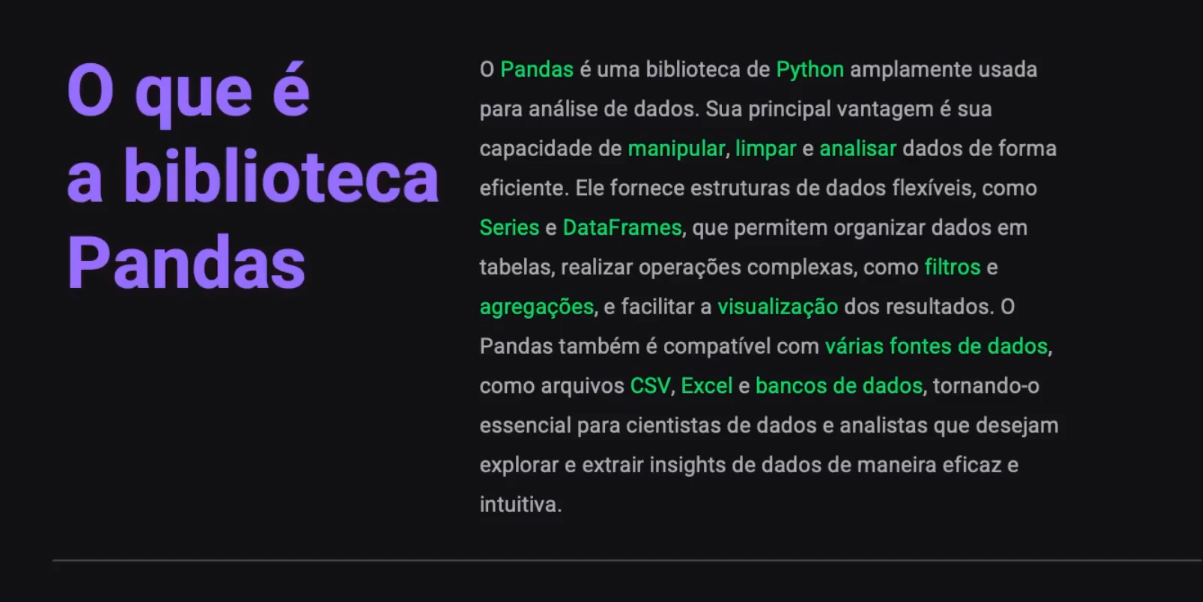 O que é
a biblioteca
Pandas
O Pandas é uma biblioteca de Python amplamente usada
para análise de dados. Sua principal vantagem é sua
capacidade de manipular, limpar e analisar dados de forma
eficiente. Ele fornece estruturas de dados flexíveis, como
Series e DataFrames, que permitem organizar dados em
tabelas, realizar operações complexas, como filtros e
agregações, e facilitar a visualização dos resultados. O
Pandas também é compatível com várias fontes de dados,
como arquivos CSV, Excel e bancos de dados, tornando-o
essencial para cientistas de dados e analistas que desejam
explorar e extrair insights de dados de maneira eficaz e
intuitiva.